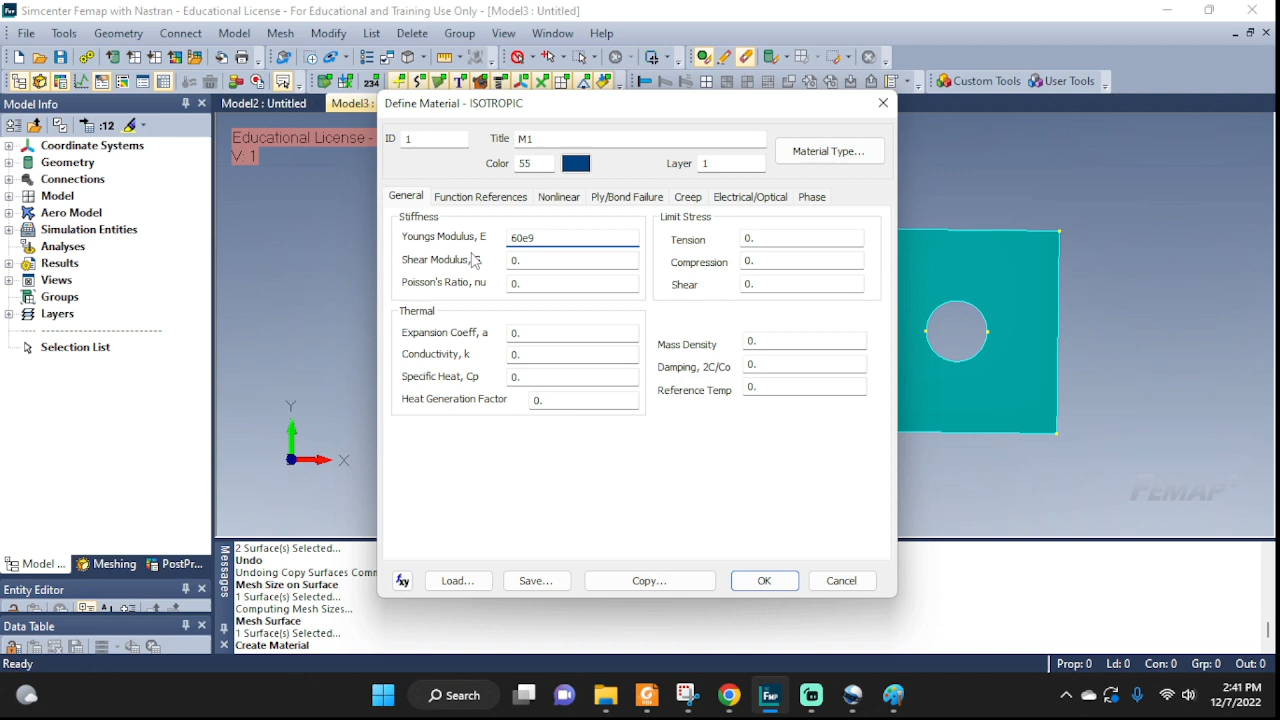 Simcenter Femap with Nastran - Educational License - For Educational and Training Use Only - [Model3 : Untitled]
File Tools Geometry Connect Model Mesh Modify List Delete Group View Window Help
234
Custom Tools User Tools
Model Info
Model2 : Untitled Model3 :
:12
Coordinate Systems
Geometry
Connections
Model
Aero Model
Simulation Entities
Analyses
Results
Views
Groups
Layers
Selection List
Model ... Meshing PostPr...
Entity Editor
Data Table
Educational License -
V: 1
Y
X
FEMAP
Define Material - ISOTROPIC
ID 1 Title M1
Color 55 Layer 1 Material Type...
General Function References Nonlinear Ply/Bond Failure Creep Electrical/Optical Phase
Stiffness
Youngs Modulus, E 60e9
Shear Modulus, 0.
Poisson's Ratio, nu 0.
Limit Stress
Tension 0.
Compression 0.
Shear 0.
Thermal
Expansion Coeff, a 0.
Conductivity, k 0.
Specific Heat, Cp 0.
Heat Generation Factor 0.
Mass Density 0.
Damping, 2C/Co 0.
Reference Temp 0.
fxy Load... Save... Copy... OK Cancel
Messages
2 Surface(s) Selected...
Undo
Undoing Copy Surfaces Comm
Mesh Size on Surface
1 Surface(s) Selected...
Computing Mesh Sizes...
Mesh Surface
1 Surface(s) Selected...
Create Material
Ready Prop: 0 Ld: 0 Con: 0 Grp: 0 Out: 0
Search
2:41 PM
12/7/2022